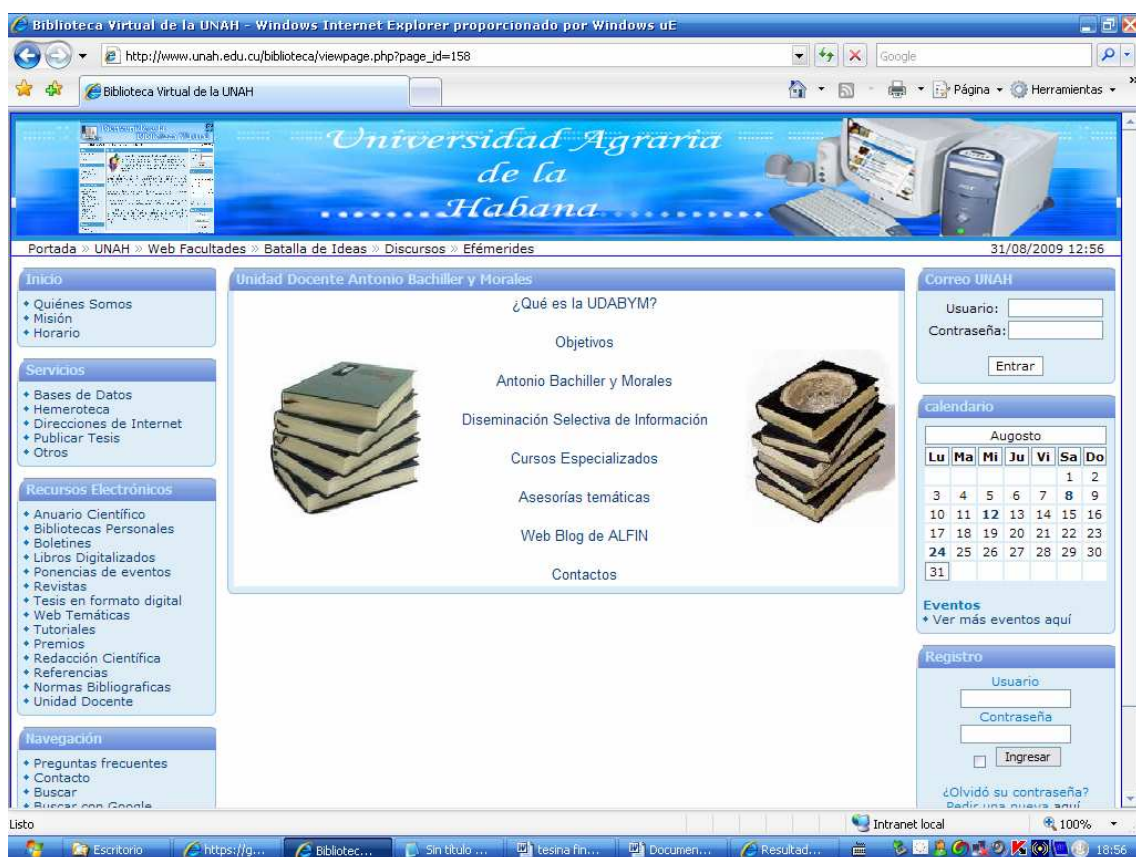 Biblioteca Virtual de la UNAH - Windows Internet Explorer proporcionado por Windows uE
http://www.unah.edu.cu/biblioteca/viewpage.php?page_id=158
Google
Biblioteca Virtual de la UNAH
Página
Herramientas
Universidad Agraria
de la
Habana
Portada » UNAH » Web Facultades » Batalla de Ideas » Discursos » Efémerides
31/08/2009 12:56
Inicio
Quiénes Somos
Misión
Horario
Servicios
Bases de Datos
Hemeroteca
Direcciones de Internet
Publicar Tesis
Otros
Recursos Electrónicos
Anuario Científico
Bibliotecas Personales
Boletines
Libros Digitalizados
Ponencias de eventos
Revistas
Tesis en formato digital
Web Temáticas
Tutoriales
Premios
Redacción Científica
Referencias
Normas Bibliograficas
Unidad Docente
Navegación
Preguntas frecuentes
Contacto
Buscar
Buscar con Google
Unidad Docente Antonio Bachiller y Morales
¿Qué es la UDABYM?
Objetivos
Antonio Bachiller y Morales
Diseminación Selectiva de Información
Cursos Especializados
Asesorías temáticas
Web Blog de ALFIN
Contactos
Correo UNAH
Usuario:
Contraseña:
Entrar
calendario
Augosto
Lu Ma Mi Ju Vi Sa Do
1 2
3 4 5 6 7 8 9
10 11 12 13 14 15 16
17 18 19 20 21 22 23
24 25 26 27 28 29 30
31
Eventos
Ver más eventos aquí
Registro
Usuario
Contraseña
Ingresar
¿Olvidó su contraseña?
Pedir una nueva aquí
Listo
Intranet local
100%
Escritorio
https://g...
Bibliotec...
Sin título ...
tesina fin...
Documen...
Resultad...
18:56